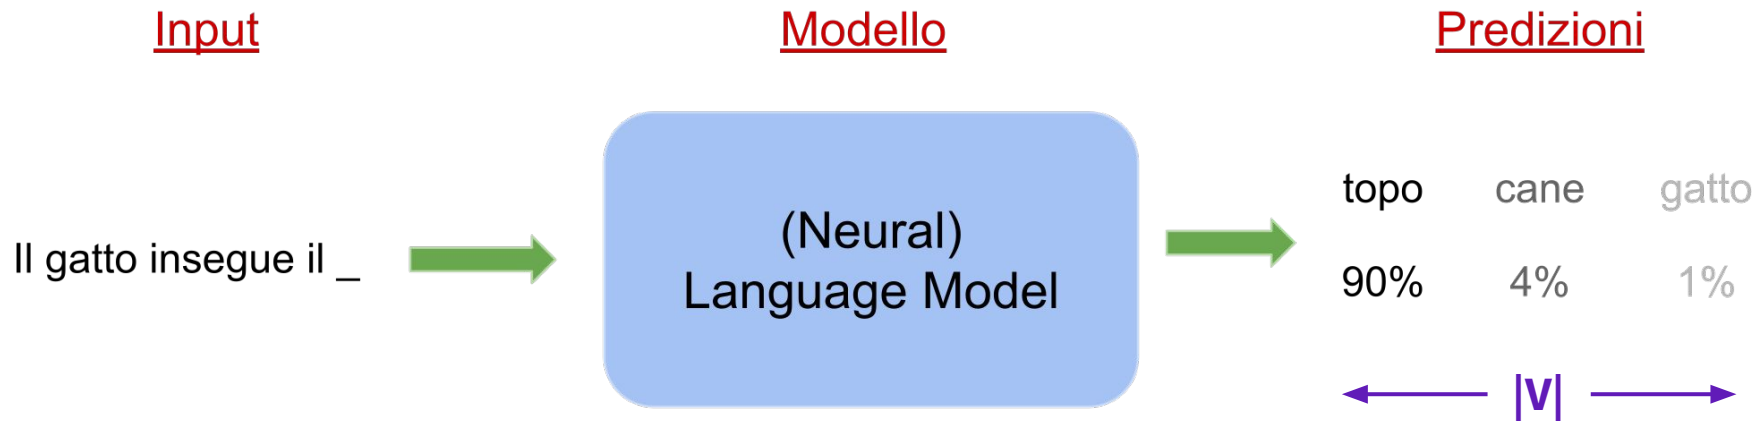 Input
Modello
Predizioni
Il gatto insegue il _
(Neural)
Language Model
topo cane gatto
90% 4% 1%
|V|